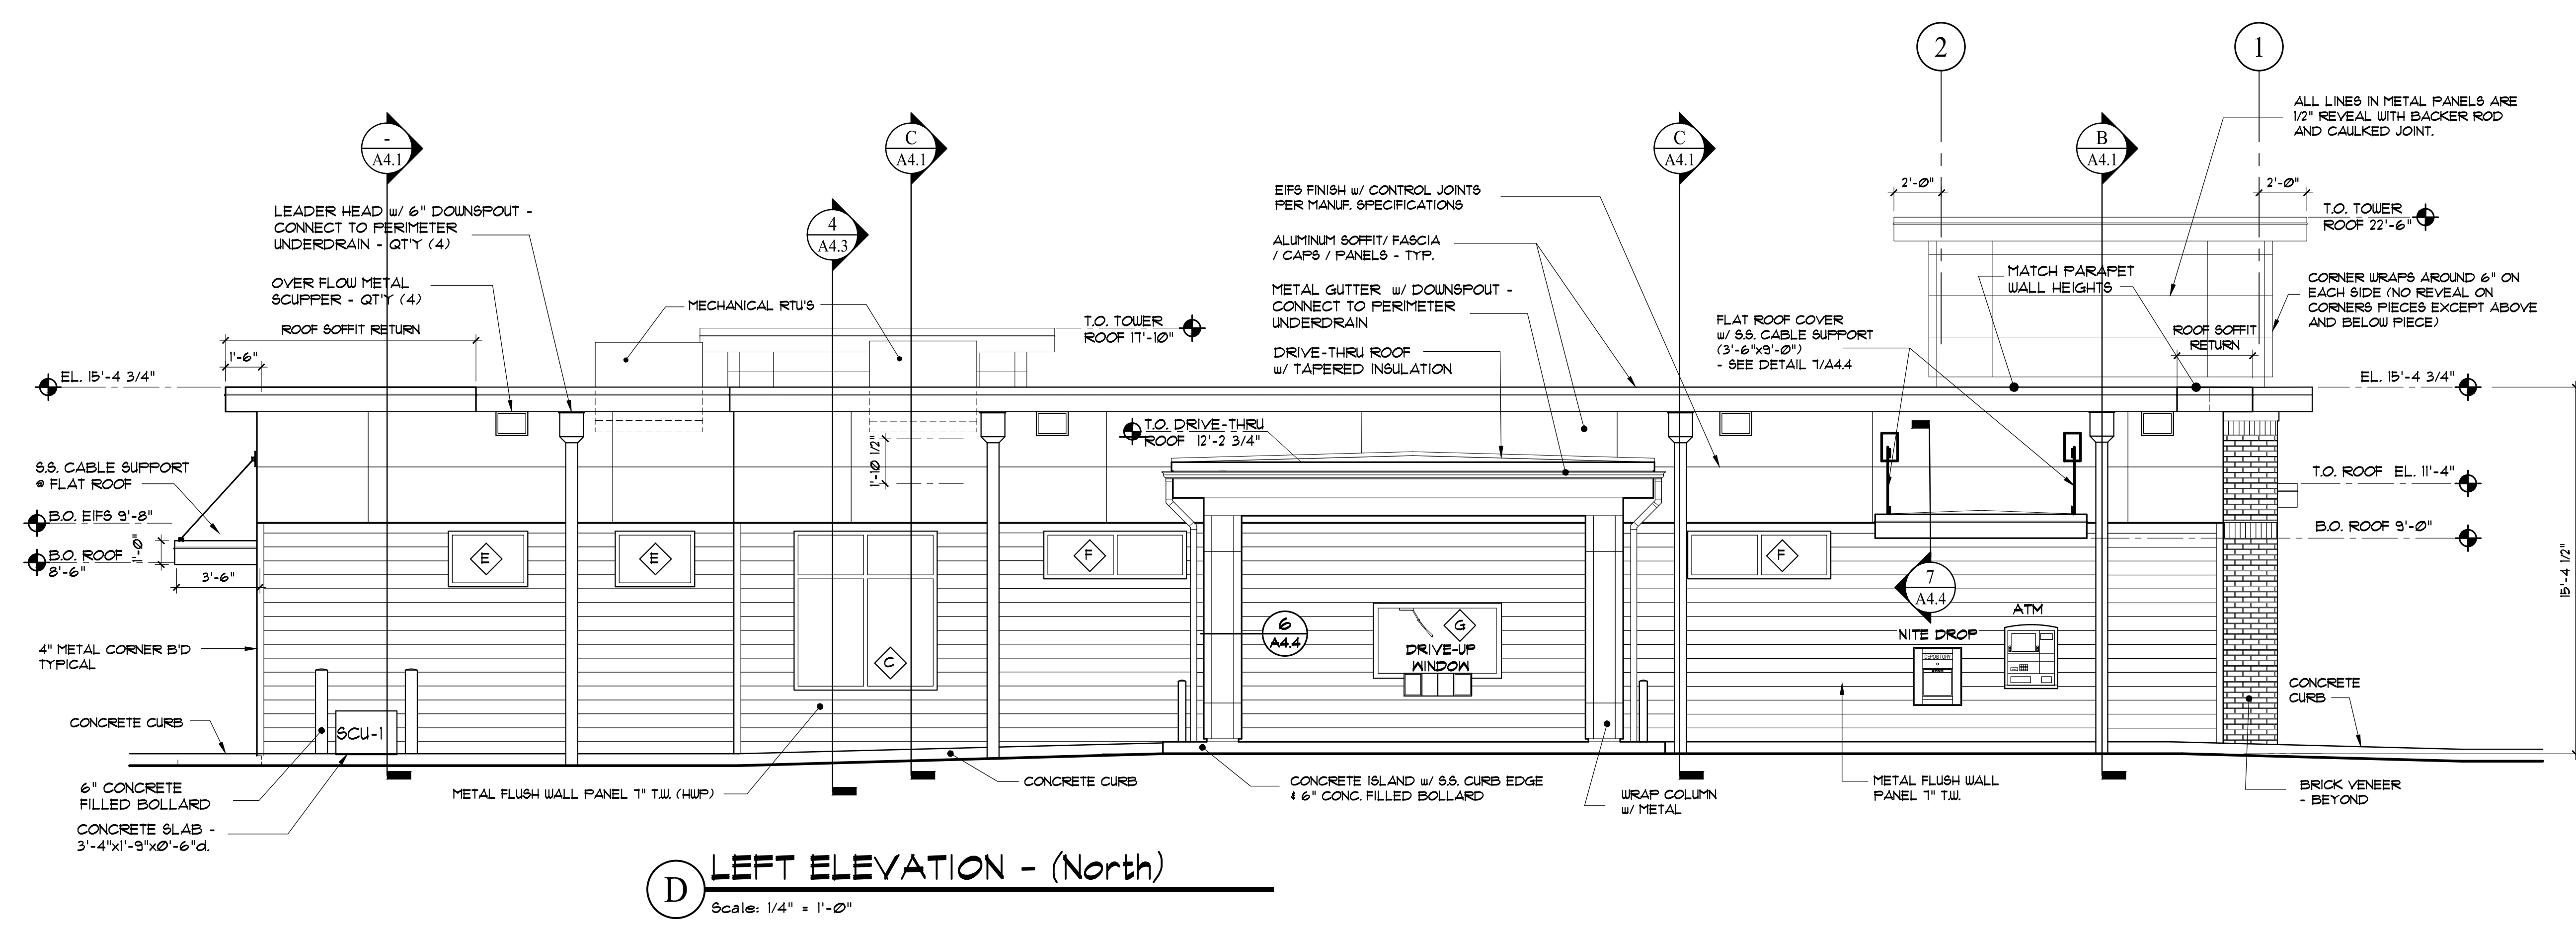 2
1
ALL LINES IN METAL PANELS ARE
1/2" REVEAL WITH BACKER ROD
AND CAULKED JOINT.
-
A4.1
C
A4.1
C
A4.1
B
A4.1
4
A4.3
LEADER HEAD w/ 6" DOWNSPOUT -
CONNECT TO PERIMETER
UNDERDRAIN - QT'Y (4)
OVER FLOW METAL
SCUPPER - QT'Y (4)
ROOF SOFFIT RETURN
1'-6"
MECHANICAL RTU'S
T.O. TOWER
ROOF 17'-10"
EIFS FINISH w/ CONTROL JOINTS
PER MANUF. SPECIFICATIONS
ALUMINUM SOFFIT/ FASCIA
/ CAPS / PANELS - TYP.
METAL GUTTER w/ DOWNSPOUT -
CONNECT TO PERIMETER
UNDERDRAIN
DRIVE-THRU ROOF
w/ TAPERED INSULATION
2'-0"
2'-0"
T.O. TOWER
ROOF 22'-6"
MATCH PARAPET
WALL HEIGHTS
CORNER WRAPS AROUND 6" ON
EACH SIDE (NO REVEAL ON
CORNERS PIECES EXCEPT ABOVE
AND BELOW PIECE)
FLAT ROOF COVER
w/ S.S. CABLE SUPPORT
(3'-6"x9'-0")
- SEE DETAIL 7/A4.4
ROOF SOFFIT
RETURN
EL. 15'-4 3/4"
EL. 15'-4 3/4"
T.O. DRIVE-THRU
ROOF 12'-2 3/4"
1'-10 1/2"
S.S. CABLE SUPPORT
@ FLAT ROOF
T.O. ROOF EL. 11'-4"
B.O. EIFS 9'-8"
B.O. ROOF
8'-6"
1'-0"
3'-6"
B.O. ROOF 9'-0"
15'-4 1/2"
E
E
F
F
C
G
DRIVE-UP
WINDOW
6
A4.4
7
A4.4
ATM
NITE DROP
DEPOSITORY
4" METAL CORNER B'D
TYPICAL
CONCRETE CURB
SCU-1
CONCRETE
CURB
6" CONCRETE
FILLED BOLLARD
CONCRETE SLAB -
3'-4"x1'-9"x0'-6"d.
METAL FLUSH WALL PANEL 7" T.W. (HWP)
CONCRETE CURB
CONCRETE ISLAND w/ S.S. CURB EDGE
& 6" CONC. FILLED BOLLARD
WRAP COLUMN
w/ METAL
METAL FLUSH WALL
PANEL 7" T.W.
BRICK VENEER
- BEYOND
D
LEFT ELEVATION - (North)
Scale: 1/4" = 1'-0"